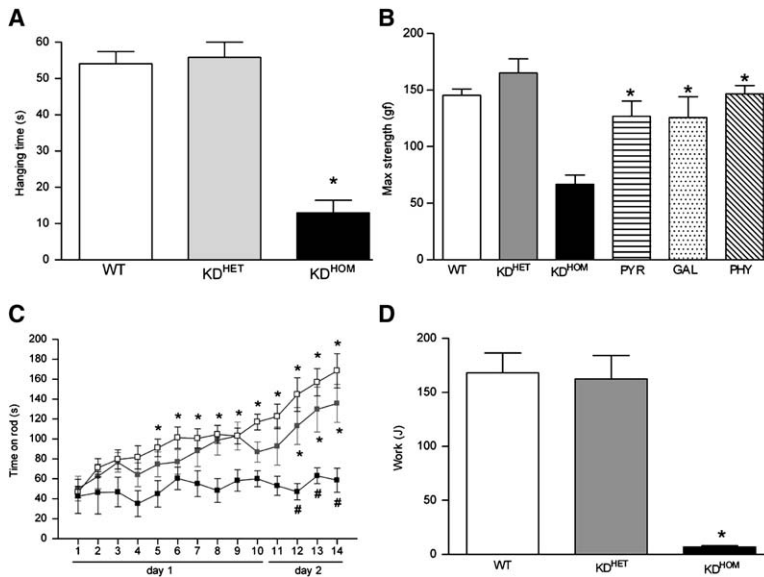 A
60
50
40
30
20
10
0
Hanging time (s)
WT
KD^HET
*
KD^HOM
B
200
150
100
50
0
Max strength (gf)
WT
KD^HET
KD^HOM
*
PYR
*
GAL
*
PHY
C
200
180
160
140
120
100
80
60
40
20
0
Time on rod (s)
* * * * * * * * * *
* * *
# # #
1 2 3 4 5 6 7 8 9 10 11 12 13 14
day 1 day 2
D
200
150
100
50
0
Work (J)
WT
KD^HET
*
KD^HOM